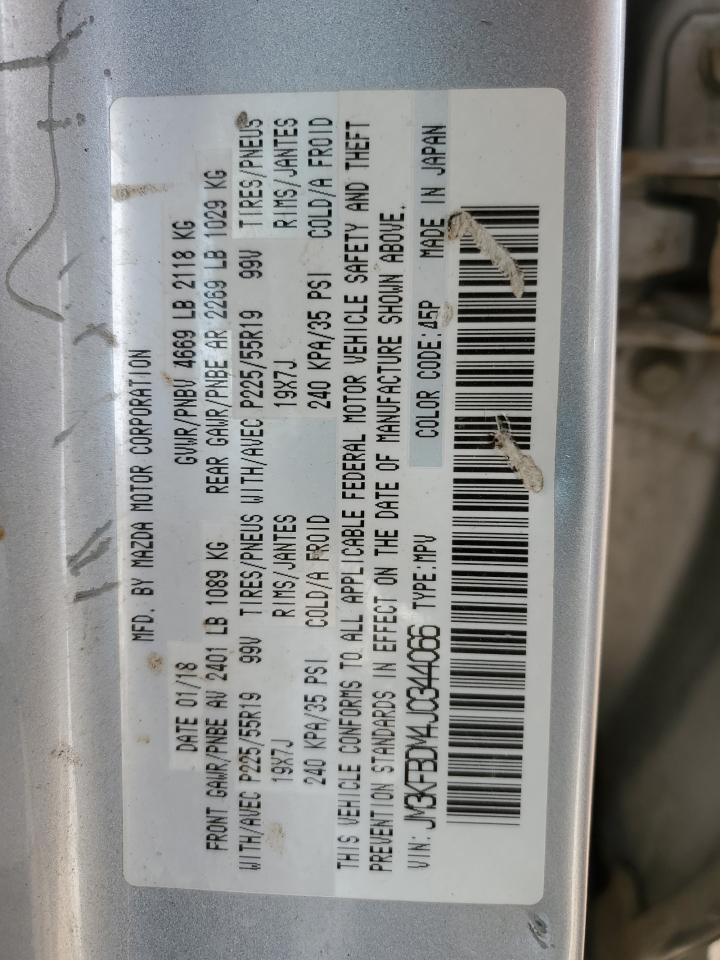 MFD. BY MAZDA MOTOR CORPORATION
DATE 01/18 GVWR/PNBV 4669 LB 2118 KG
FRONT GAWR/PNBE AV 2401 LB 1089 KG REAR GAWR/PNBE AR 2269 LB 1029 KG
WITH/AVEC P225/55R19 99V TIRES/PNEUS WITH/AVEC P225/55R19 99V TIRES/PNEUS
19X7J RIMS/JANTES 19X7J RIMS/JANTES
240 KPA/35 PSI COLD/A FROID 240 KPA/35 PSI COLD/A FROID
THIS VEHICLE CONFORMS TO ALL APPLICABLE FEDERAL MOTOR VEHICLE SAFETY AND THEFT
PREVENTION STANDARDS IN EFFECT ON THE DATE OF MANUFACTURE SHOWN ABOVE.
VIN: JM3KFBDM4J0344066 TYPE:MPV COLOR CODE:45P MADE IN JAPAN